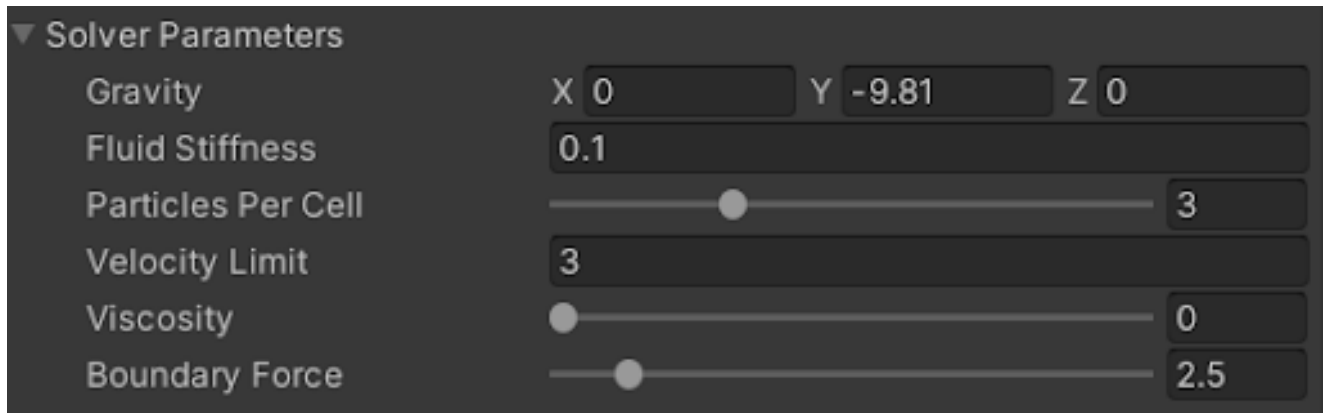 Solver Parameters
Gravity X 0 Y -9.81 Z 0
Fluid Stiffness 0.1
Particles Per Cell 3
Velocity Limit 3
Viscosity 0
Boundary Force 2.5